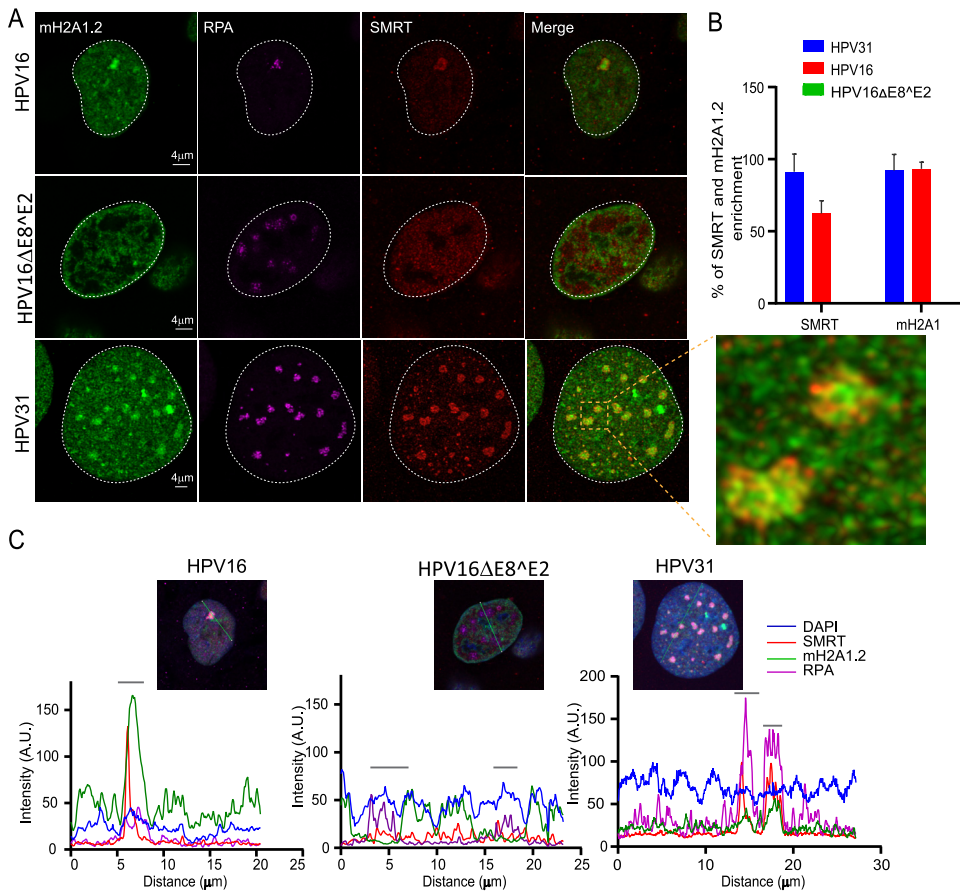 A
mH2A1.2
RPA
SMRT
Merge
HPV16
4μm
HPV16ΔE8^E2
4μm
HPV31
4μm
B
HPV31
HPV16
HPV16ΔE8^E2
% of SMRT and mH2A1.2
enrichment
150
100
50
0
SMRT
mH2A1
C
HPV16
HPV16ΔE8^E2
HPV31
DAPI
SMRT
mH2A1.2
RPA
Intensity (A.U.)
150
100
50
0
0
5
10
15
20
25
Distance (μm)
Intensity (A.U.)
150
100
50
0
0
5
10
15
20
25
Distance (μm)
Intensity (A.U.)
200
150
100
50
0
0
10
20
30
Distance (μm)